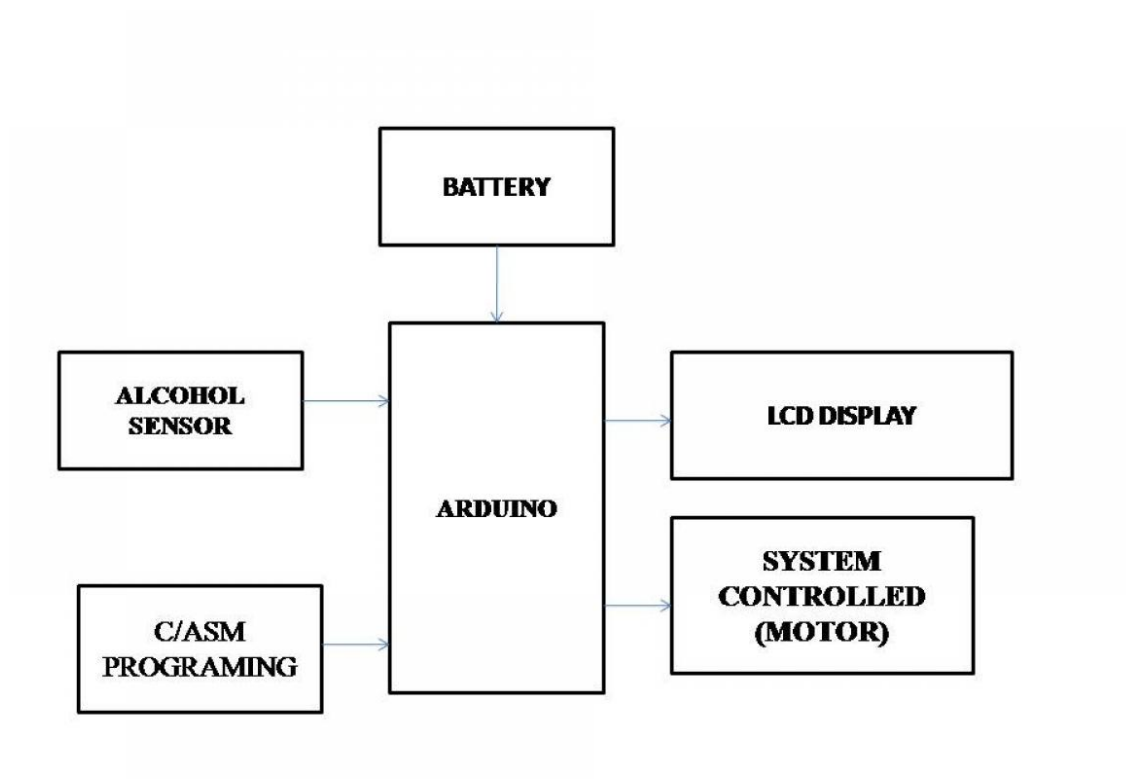 BATTERY
ALCOHOL
SENSOR
LCD DISPLAY
ARDUINO
SYSTEM
CONTROLLED
(MOTOR)
C/ASM
PROGRAMING